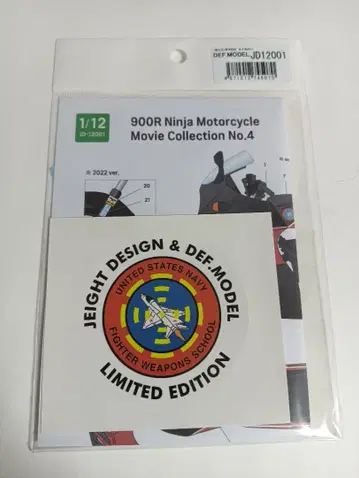 DEF.MODEL JD12001
1/12
JD-12001
900R Ninja Motorcycle
Movie Collection No.4
※ 2022 ver.
20
21
7
JEIGHT DESIGN & DEF.MODEL
UNITED STATES NAVY
FIGHTER WEAPONS SCHOOL
LIMITED EDITION